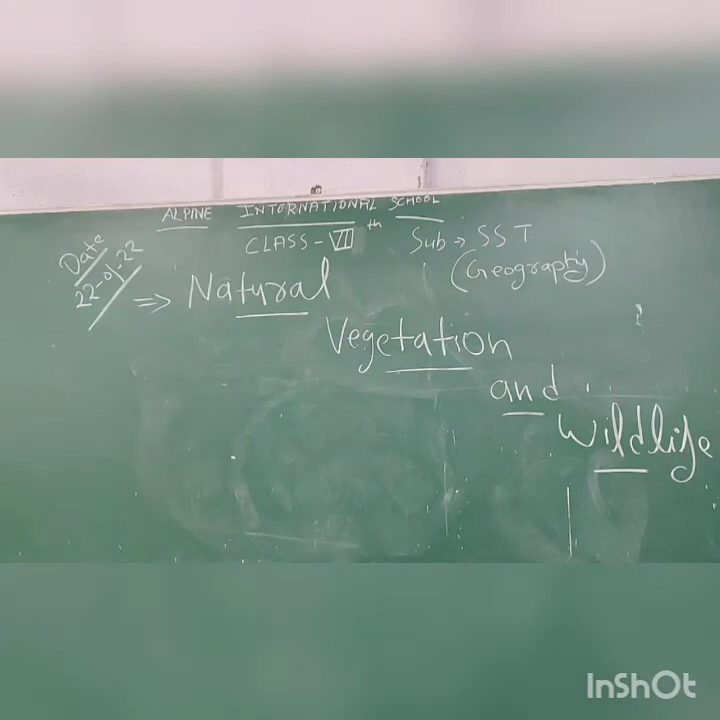 ALPINE INTERNATIONAL SCHOOL
CLASS - VII th Sub → SST
(Geography)
Date
22-01-22
⇒ Natural
Vegetation
and
Wildlife
InShOt